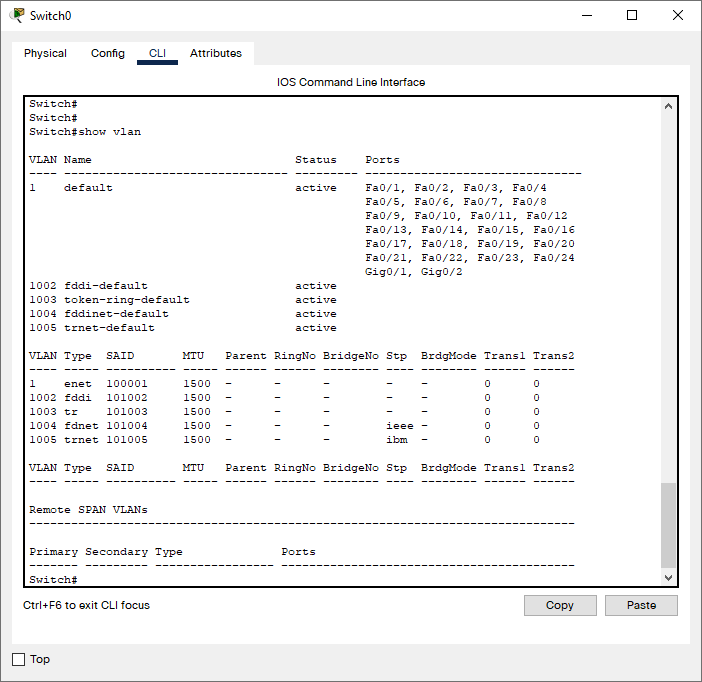 Switch0
Physical Config CLI Attributes
IOS Command Line Interface
Switch#
Switch#
Switch#show vlan
VLAN Name                             Status    Ports
---- -------------------------------- --------- -------------------------------
1    default                          active    Fa0/1, Fa0/2, Fa0/3, Fa0/4
                                                Fa0/5, Fa0/6, Fa0/7, Fa0/8
                                                Fa0/9, Fa0/10, Fa0/11, Fa0/12
                                                Fa0/13, Fa0/14, Fa0/15, Fa0/16
                                                Fa0/17, Fa0/18, Fa0/19, Fa0/20
                                                Fa0/21, Fa0/22, Fa0/23, Fa0/24
                                                Gig0/1, Gig0/2
1002 fddi-default                     active
1003 token-ring-default               active
1004 fddinet-default                  active
1005 trnet-default                    active
VLAN Type  SAID       MTU   Parent RingNo BridgeNo Stp  BrdgMode Trans1 Trans2
---- ----- ---------- ----- ------ ------ -------- ---- -------- ------ ------
1    enet  100001     1500  -      -      -        -    -        0      0
1002 fddi  101002     1500  -      -      -        -    -        0      0
1003 tr    101003     1500  -      -      -        -    -        0      0
1004 fdnet 101004     1500  -      -      -        ieee -        0      0
1005 trnet 101005     1500  -      -      -        ibm  -        0      0
VLAN Type  SAID       MTU   Parent RingNo BridgeNo Stp  BrdgMode Trans1 Trans2
---- ----- ---------- ----- ------ ------ -------- ---- -------- ------ ------
Remote SPAN VLANs
------------------------------------------------------------------------------
Primary Secondary Type              Ports
------- --------- ----------------- ------------------------------------------
Switch#
Ctrl+F6 to exit CLI focus Copy Paste
Top